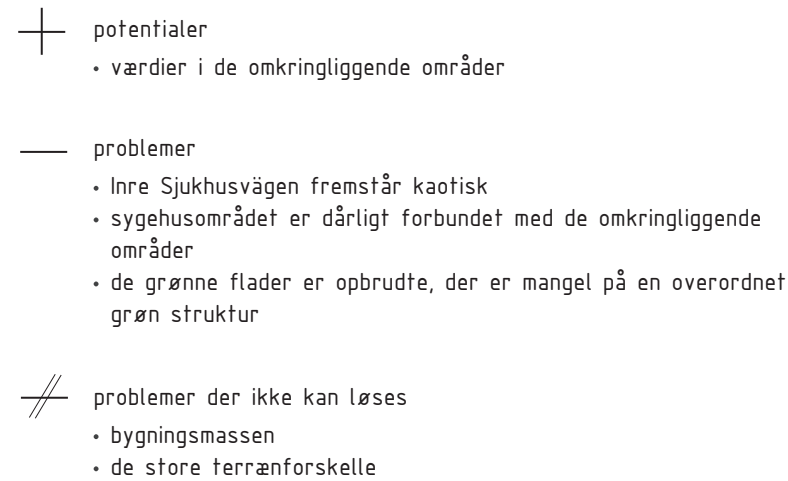 potentialer
• værdier i de omkringliggende områder
problemer
• Inre Sjukhusvägen fremstår kaotisk
• sygehusområdet er dårligt forbundet med de omkringliggende
områder
• de grønne flader er opbrudte, der er mangel på en overordnet
grøn struktur
problemer der ikke kan løses
• bygningsmassen
• de store terrænforskelle